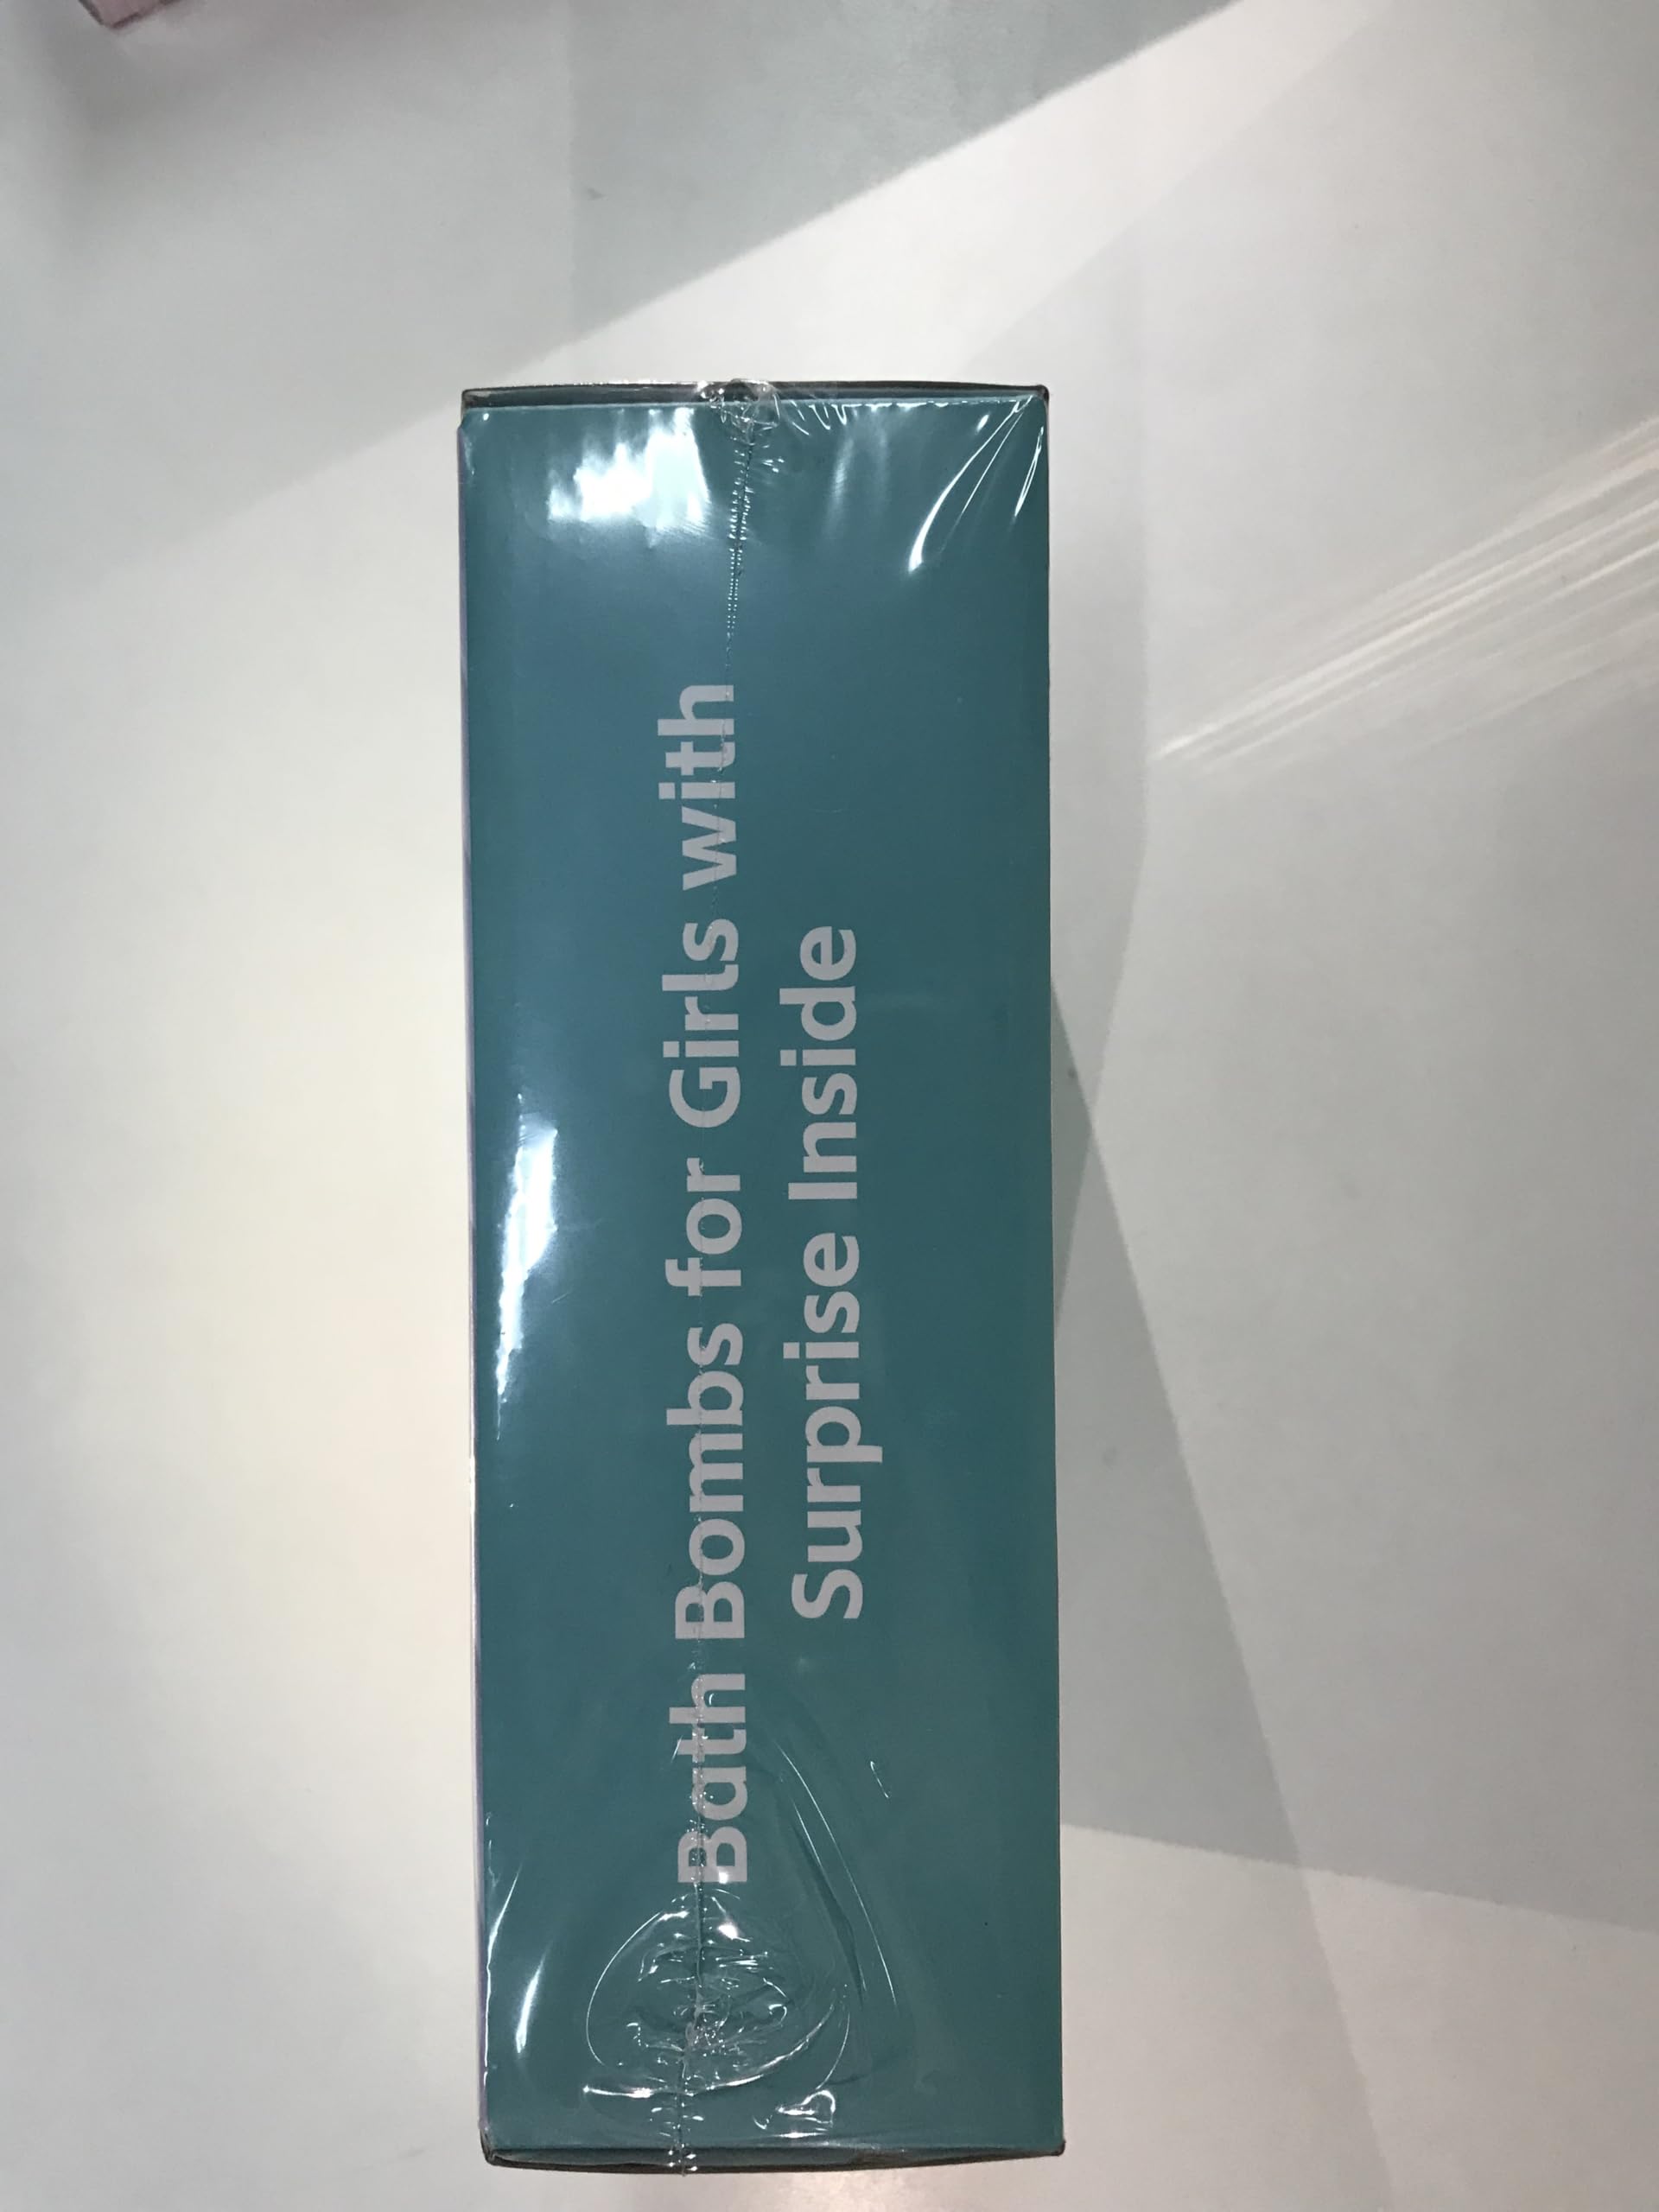 Bath Bombs for Girls with
Surprise Inside